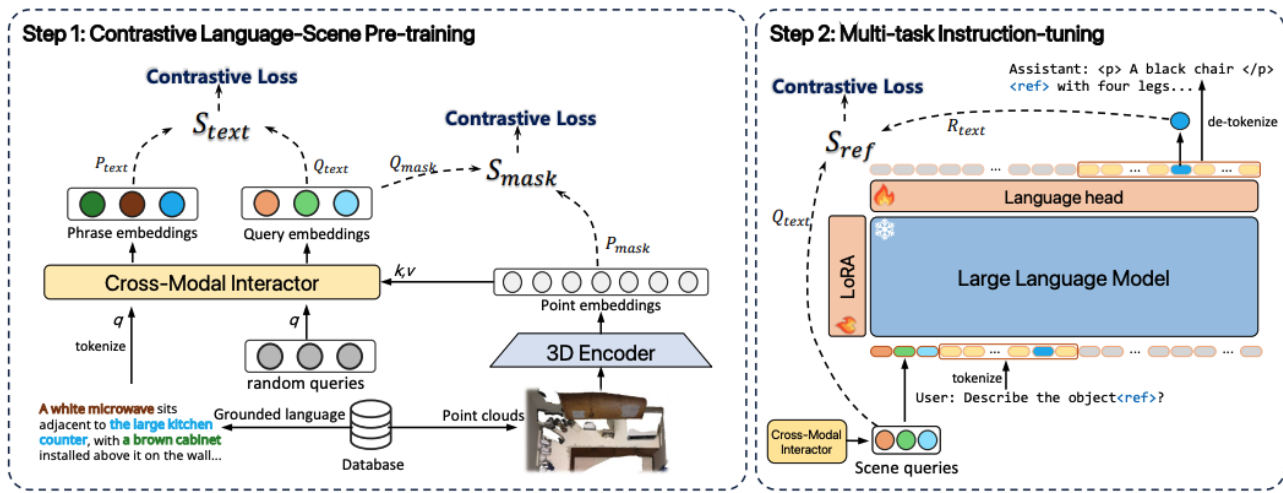 Step 1: Contrastive Language-Scene Pre-training
Contrastive Loss
S_text
P_text
Q_text
Phrase embeddings
Query embeddings
Contrastive Loss
Q_mask
S_mask
P_mask
Cross-Modal Interactor
k,v
Point embeddings
q
tokenize
q
random queries
3D Encoder
A white microwave sits
adjacent to the large kitchen
counter, with a brown cabinet
installed above it on the wall...
Grounded language
Database
Point clouds
Step 2: Multi-task Instruction-tuning
Assistant: <p> A black chair </p>
<ref> with four legs...
Contrastive Loss
S_ref
R_text
de-tokenize
...
...
...
Language head
Q_text
LoRA
Large Language Model
...
...
...
tokenize
User: Describe the object<ref>?
Cross-Modal
Interactor
Scene queries